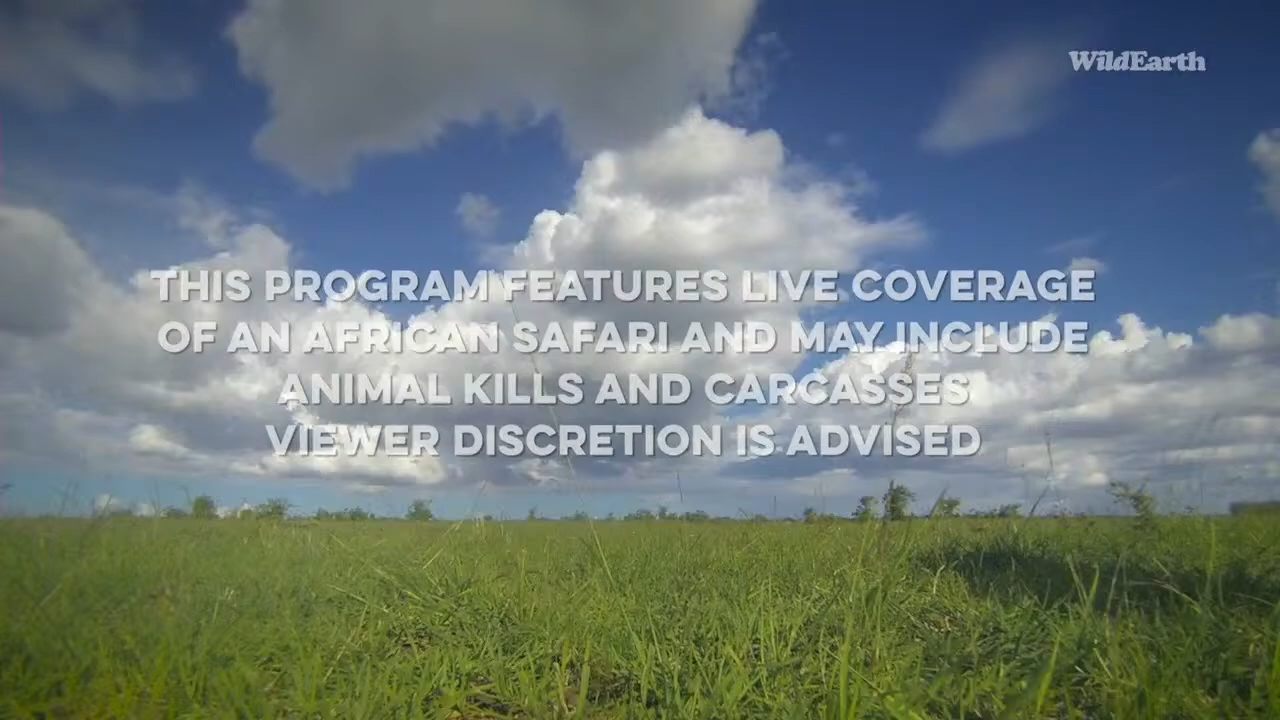 WildEarth
THIS PROGRAM FEATURES LIVE COVERAGE
OF AN AFRICAN SAFARI AND MAY INCLUDE
ANIMAL KILLS AND CARCASSES
VIEWER DISCRETION IS ADVISED